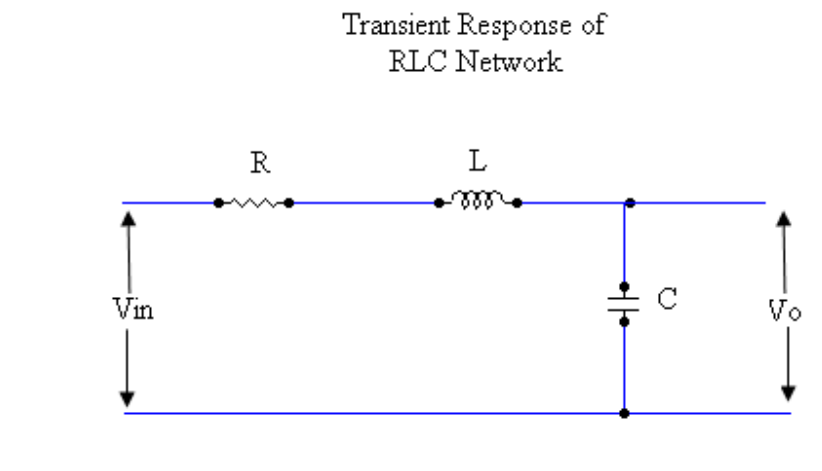 Transient Response of
RLC Network
R
L
C
Vin
Vo